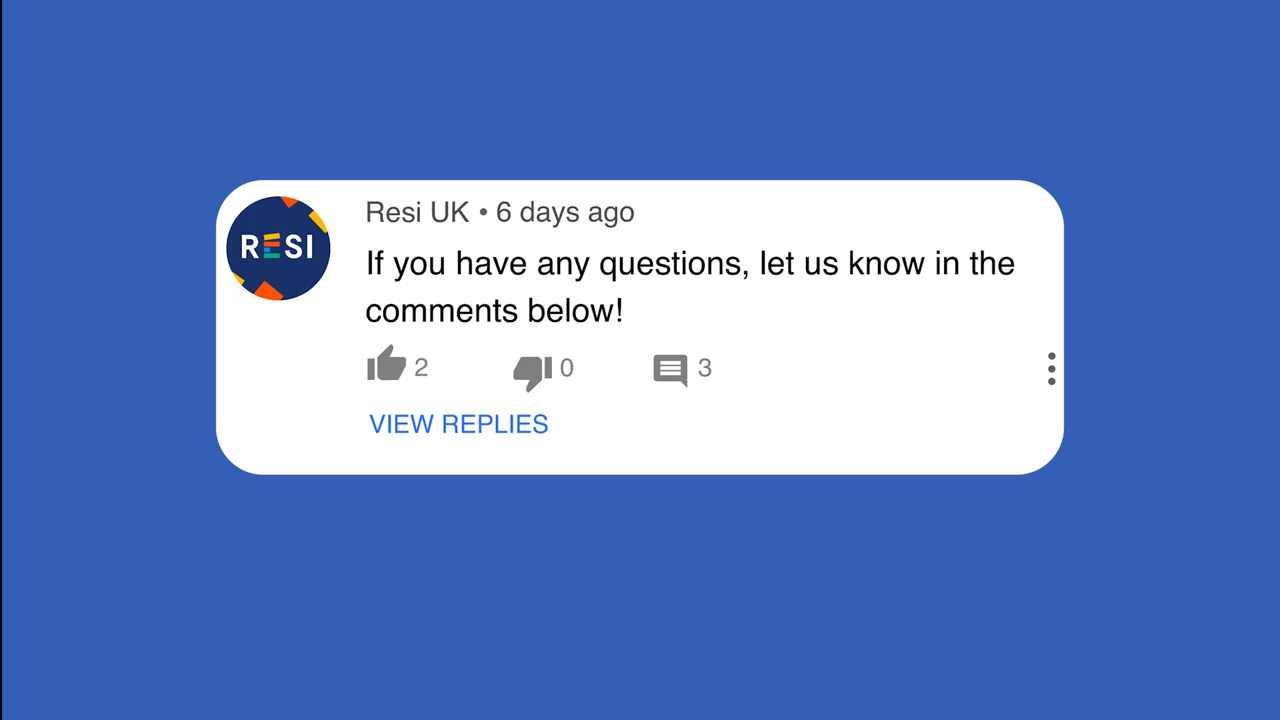 RESI
Resi UK • 6 days ago
If you have any questions, let us know in the
comments below!
2 0 3
VIEW REPLIES